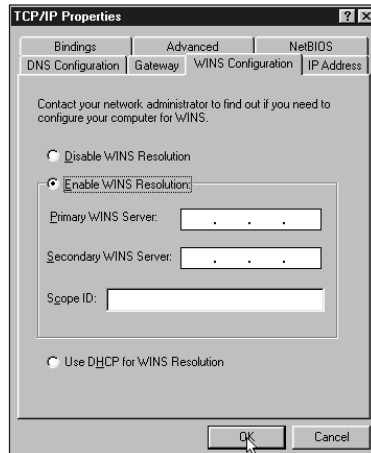 TCP/IP Properties
Bindings Advanced NetBIOS
DNS Configuration Gateway WINS Configuration IP Address
Contact your network administrator to find out if you need to
configure your computer for WINS.
Disable WINS Resolution
Enable WINS Resolution:
Primary WINS Server:
Secondary WINS Server:
Scope ID:
Use DHCP for WINS Resolution
OK Cancel